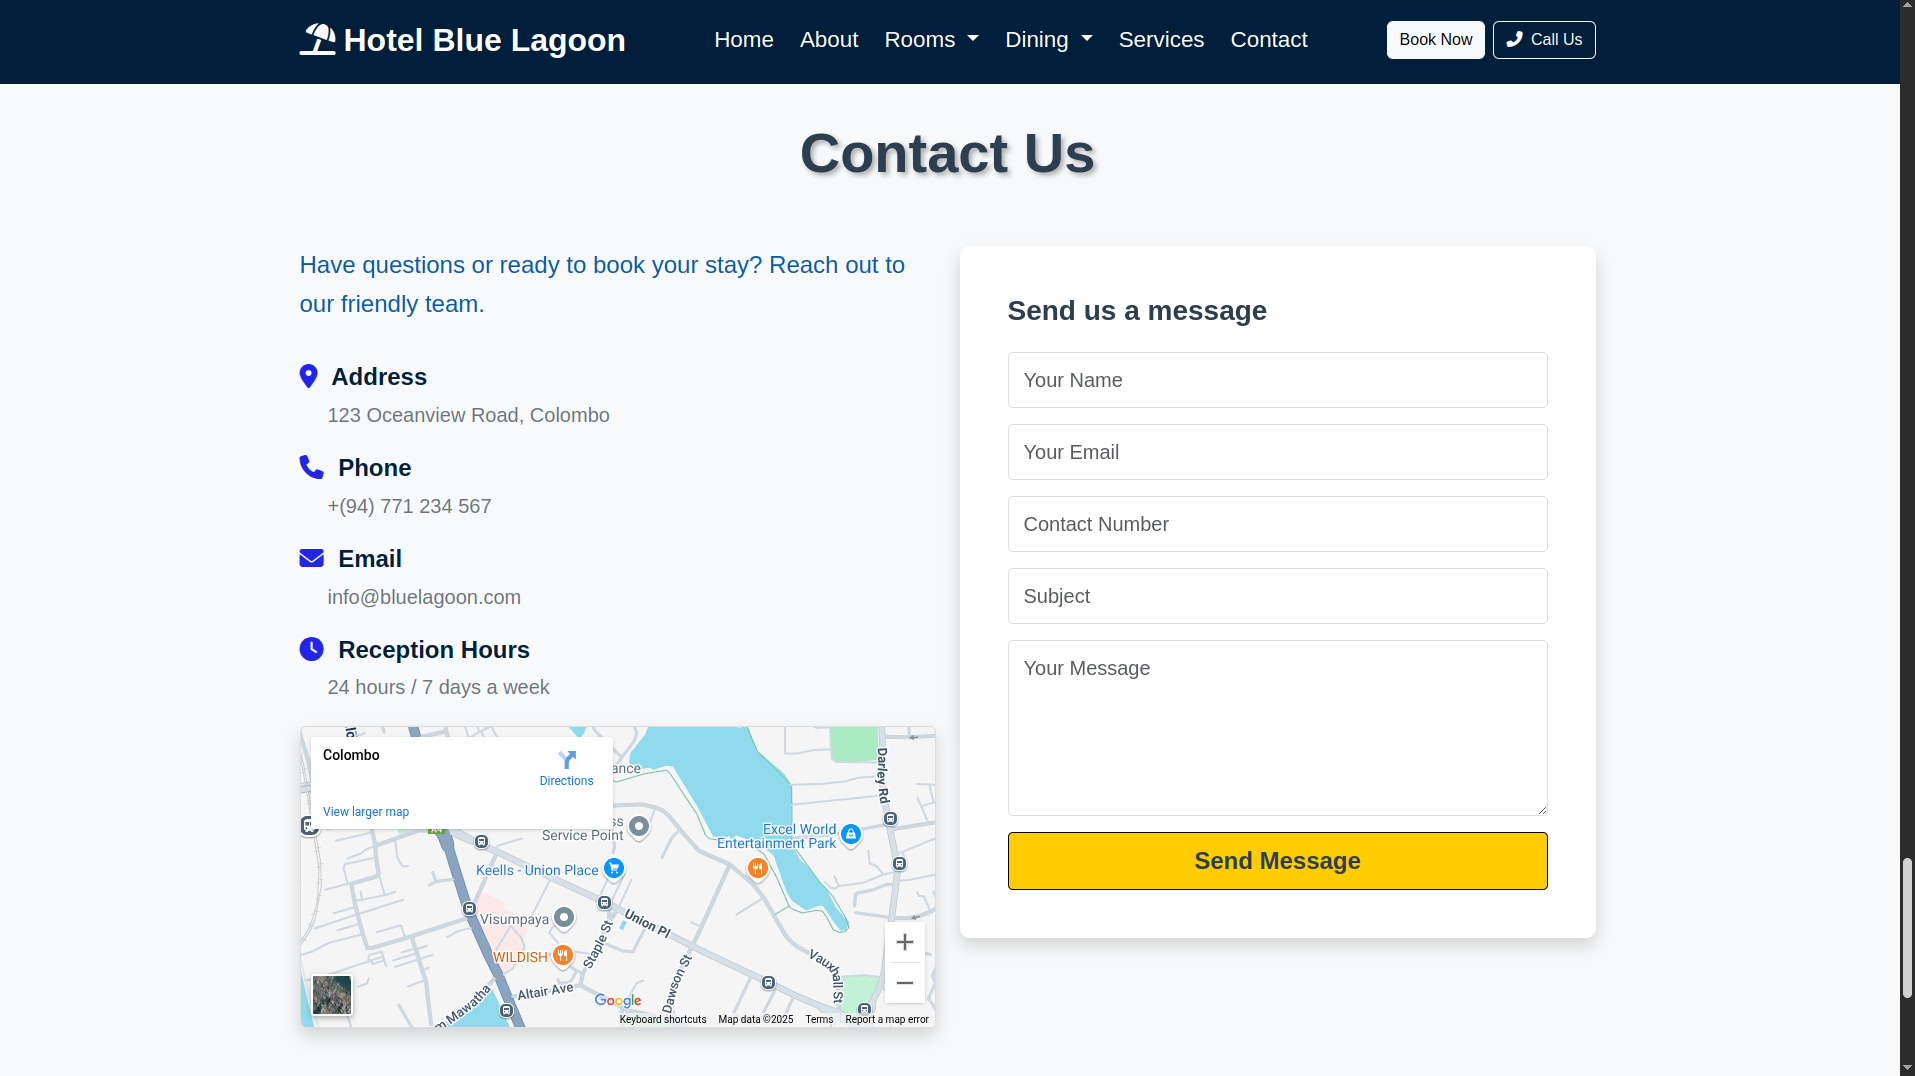 Hotel Blue Lagoon
Home
About
Rooms
Dining
Services
Contact
Book Now
Call Us
Contact Us
Have questions or ready to book your stay? Reach out to
our friendly team.
Address
123 Oceanview Road, Colombo
Phone
+(94) 771 234 567
Email
info@bluelagoon.com
Reception Hours
24 hours / 7 days a week
Colombo
Directions
View larger map
Service Point
Keells - Union Place
Excel World
Entertainment Park
Darley Rd
Visumpaya
Union Pl
Staple St
WILDISH
Altair Ave
Dawson St
Vauxhall St
Mawatha
Google
Keyboard shortcuts
Map data ©2025
Terms
Report a map error
Send us a message
Your Name
Your Email
Contact Number
Subject
Your Message
Send Message